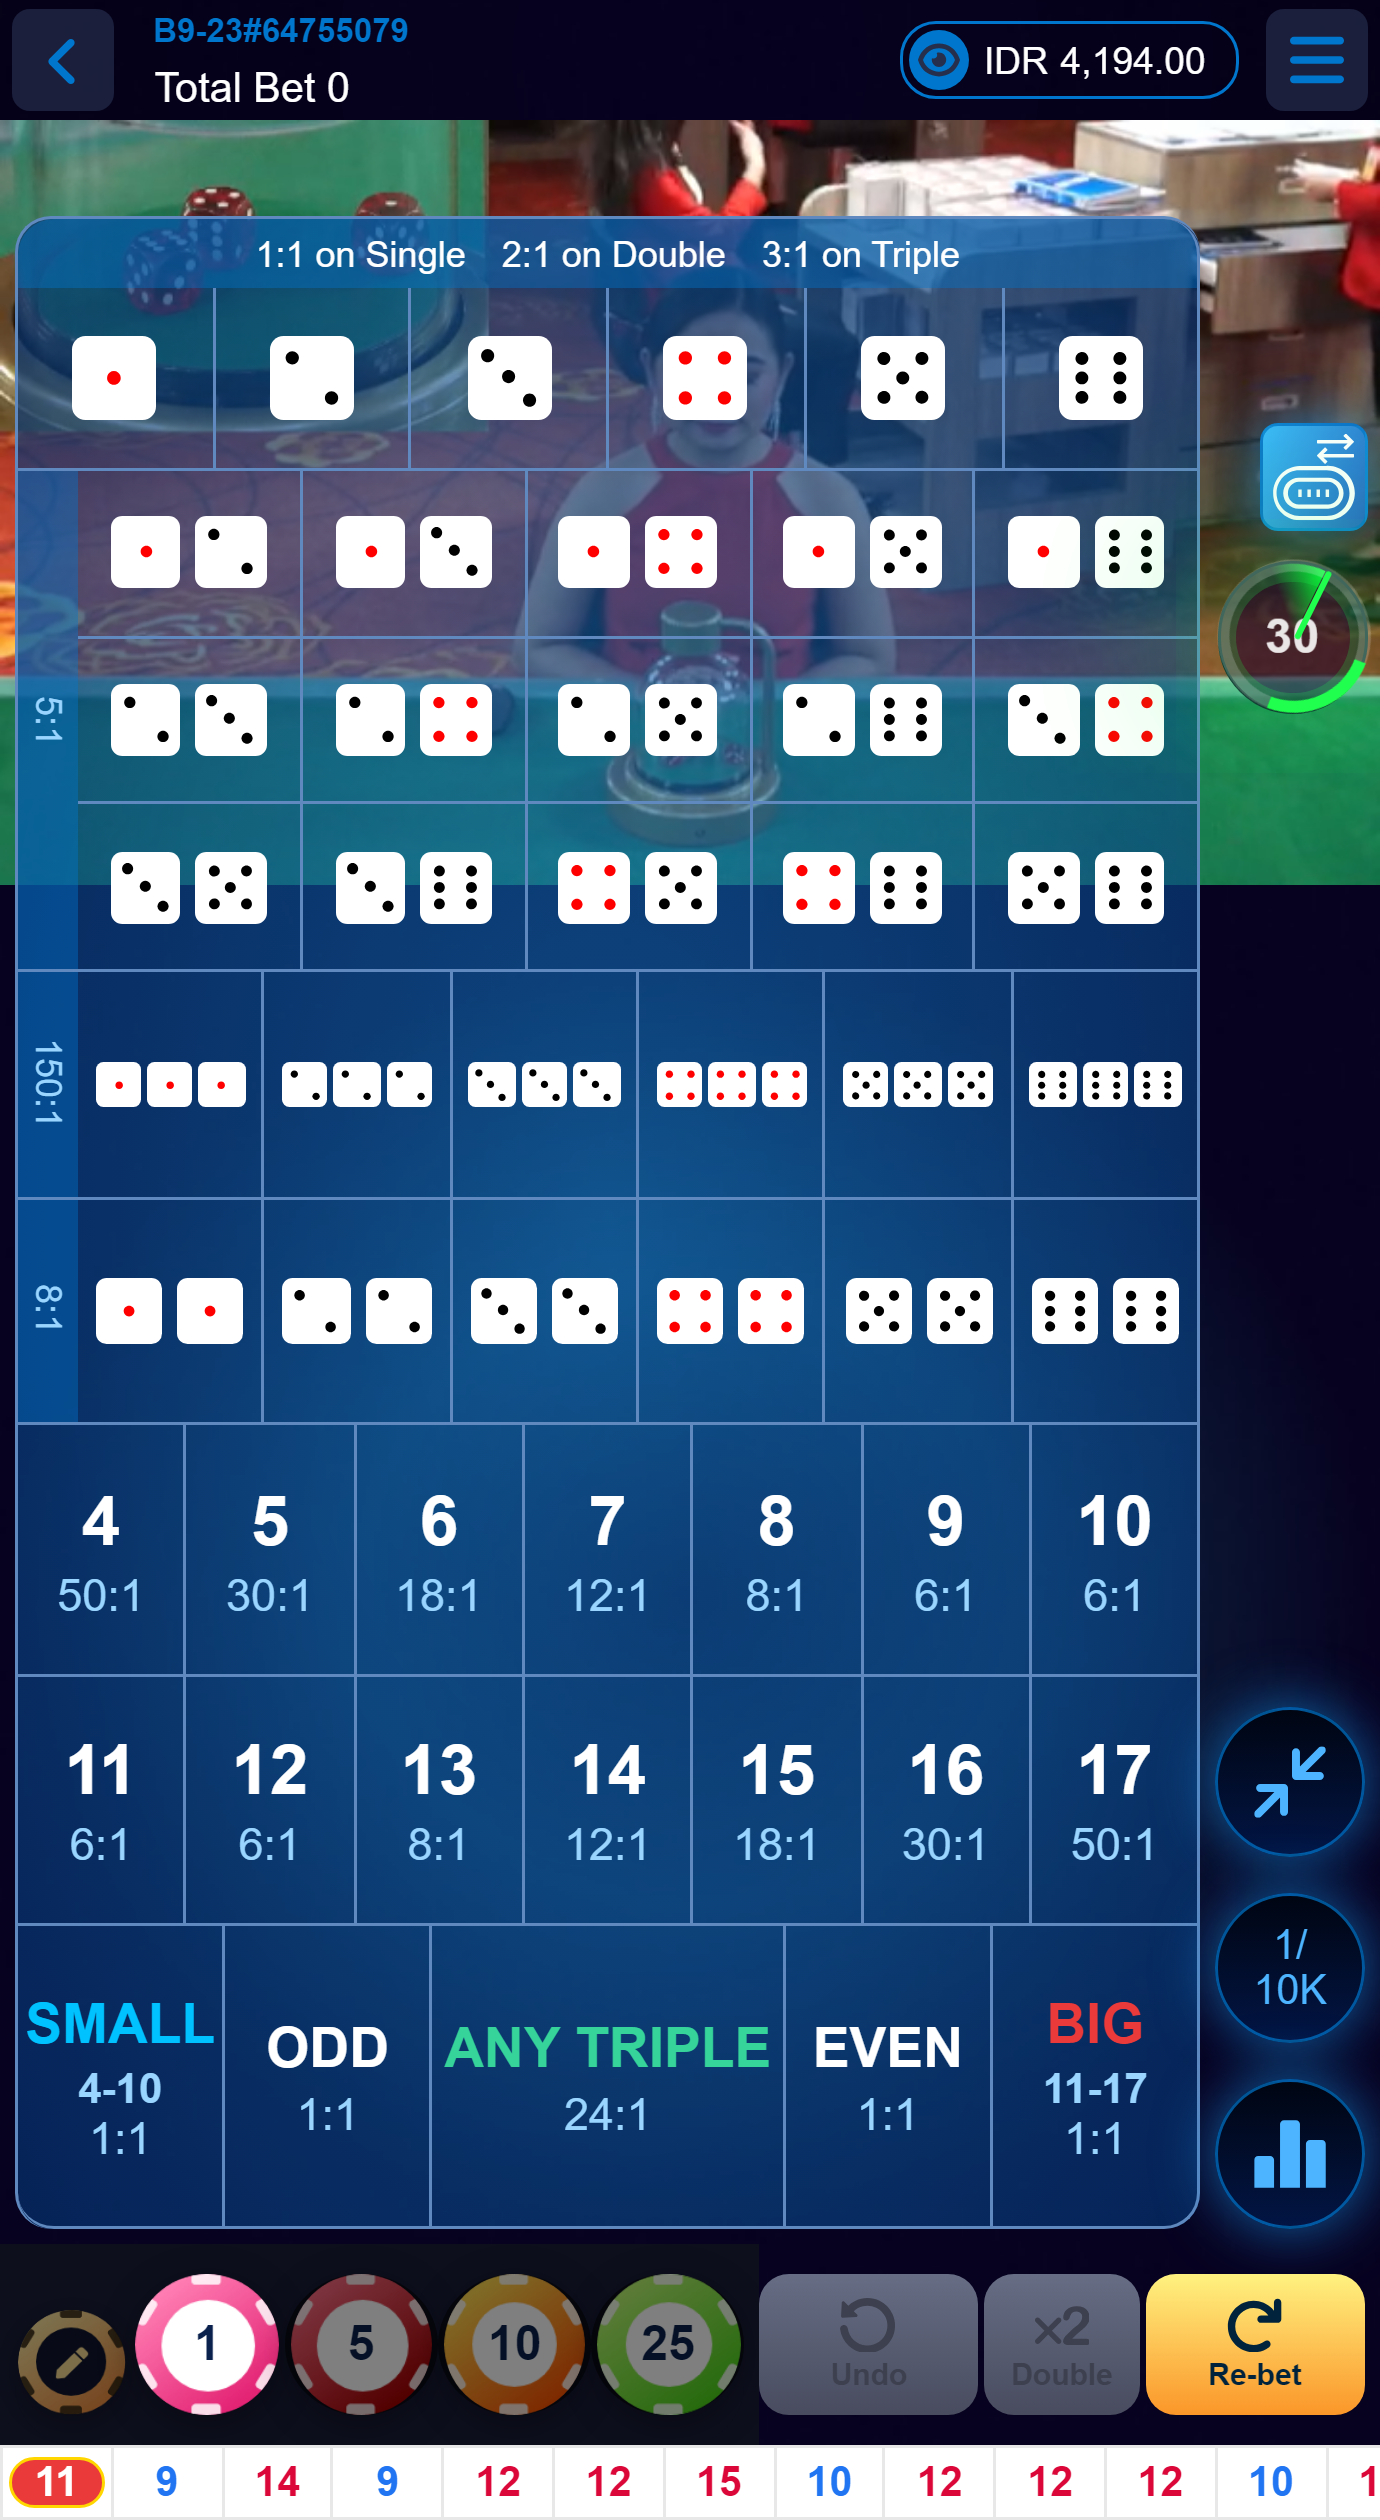 B9-23#64755079
Total Bet 0
IDR 4,194.00
1:1 on Single 2:1 on Double 3:1 on Triple
30
5:1
150:1
8:1
4 5 6 7 8 9 10
50:1 30:1 18:1 12:1 8:1 6:1 6:1
11 12 13 14 15 16 17
6:1 6:1 8:1 12:1 18:1 30:1 50:1
SMALL ODD ANY TRIPLE EVEN BIG
4-10 11-17
1:1 1:1 24:1 1:1 1:1
1/
10K
1 5 10 25
x2
Undo Double Re-bet
11 9 14 9 12 12 15 10 12 12 12 10